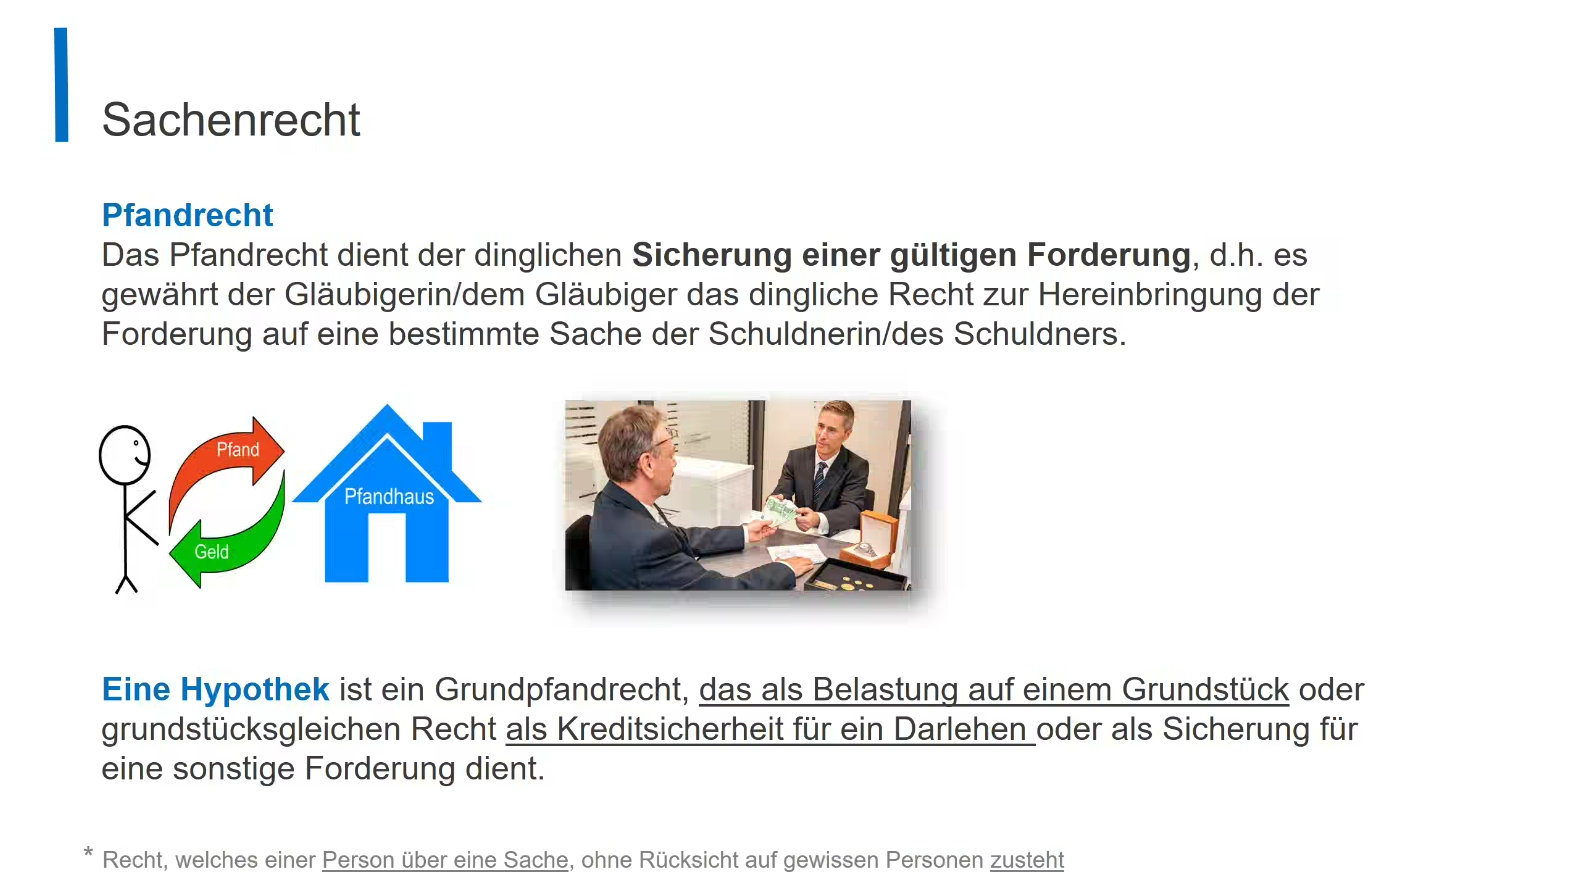 Sachenrecht
Pfandrecht
Das Pfandrecht dient der dinglichen Sicherung einer gültigen Forderung, d.h. es
gewährt der Gläubigerin/dem Gläubiger das dingliche Recht zur Hereinbringung der
Forderung auf eine bestimmte Sache der Schuldnerin/des Schuldners.
Pfand
Pfandhaus
Geld
Eine Hypothek ist ein Grundpfandrecht, das als Belastung auf einem Grundstück oder
grundstücksgleichen Recht als Kreditsicherheit für ein Darlehen oder als Sicherung für
eine sonstige Forderung dient.
* Recht, welches einer Person über eine Sache, ohne Rücksicht auf gewissen Personen zusteht